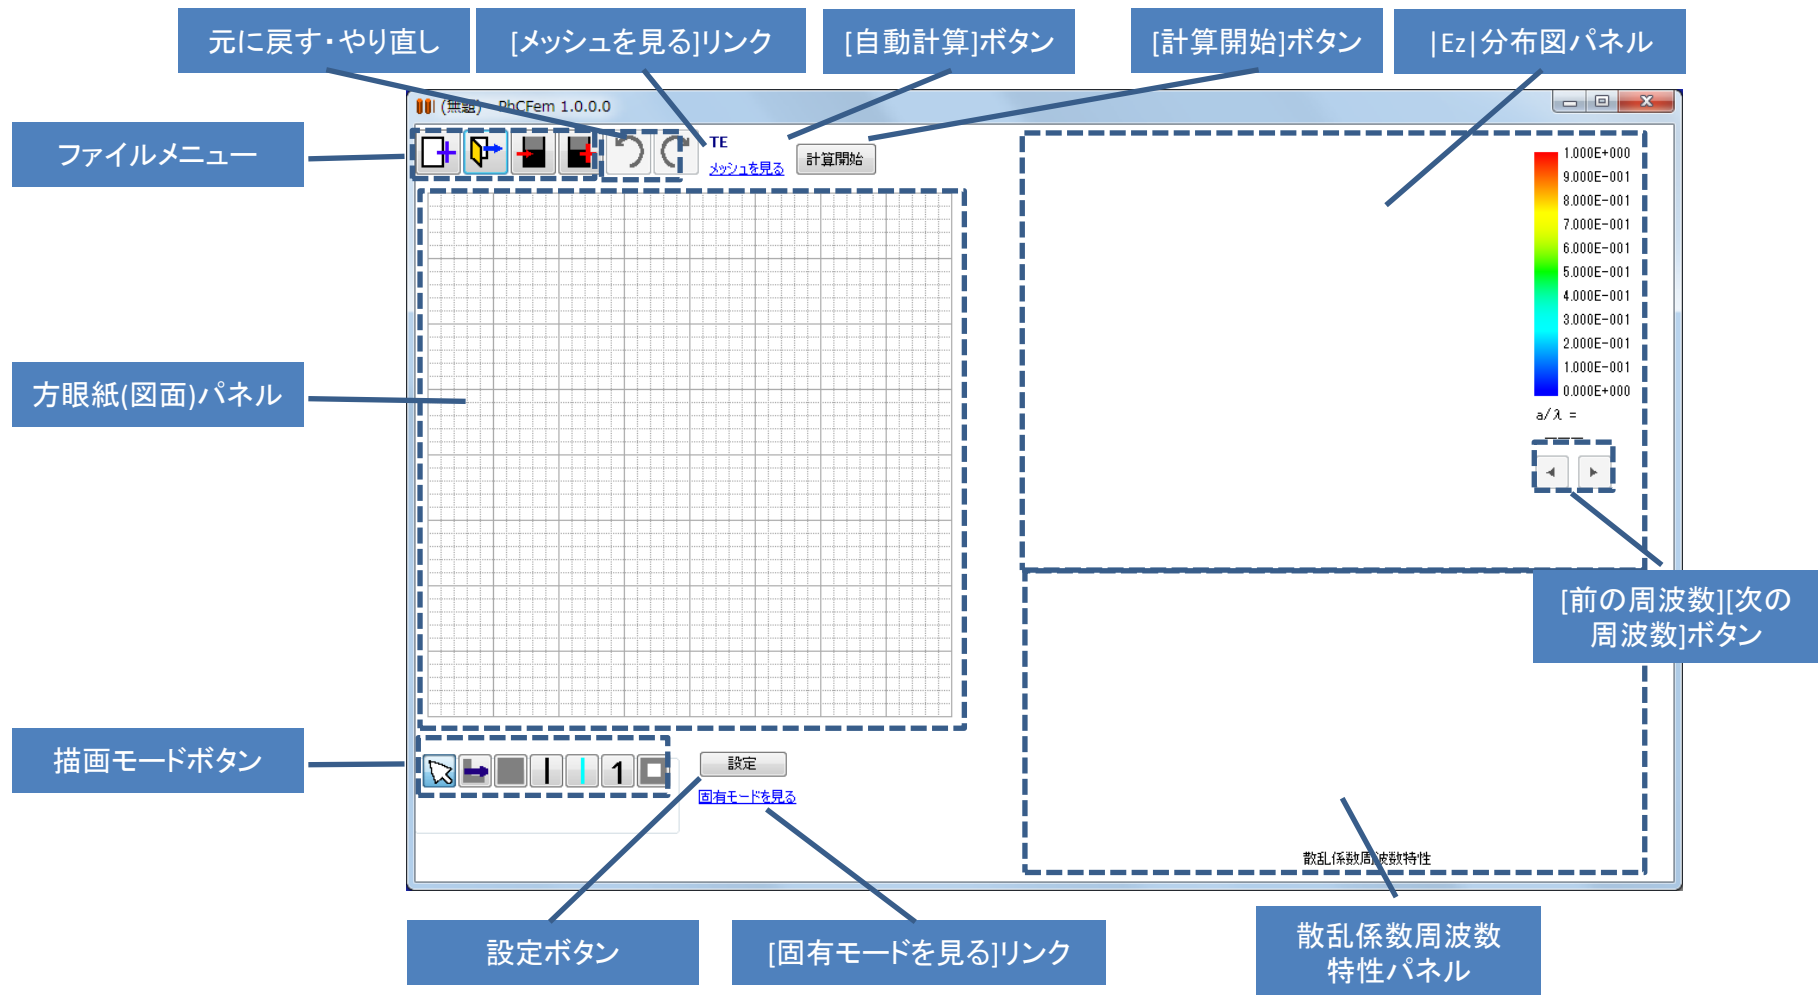 元に戻す・やり直し
[メッシュを見る]リンク
[自動計算]ボタン
[計算開始]ボタン
|Ez|分布図パネル
(無題) - PhCFem 1.0.0.0
ファイルメニュー
TE
メッシュを見る
計算開始
1.000E+000
9.000E-001
8.000E-001
7.000E-001
6.000E-001
5.000E-001
4.000E-001
3.000E-001
2.000E-001
1.000E-001
0.000E+000
a/λ =
---
方眼紙(図面)パネル
[前の周波数][次の
周波数]ボタン
描画モードボタン
1
設定
固有モードを見る
散乱係数周波数特性
設定ボタン
[固有モードを見る]リンク
散乱係数周波数
特性パネル